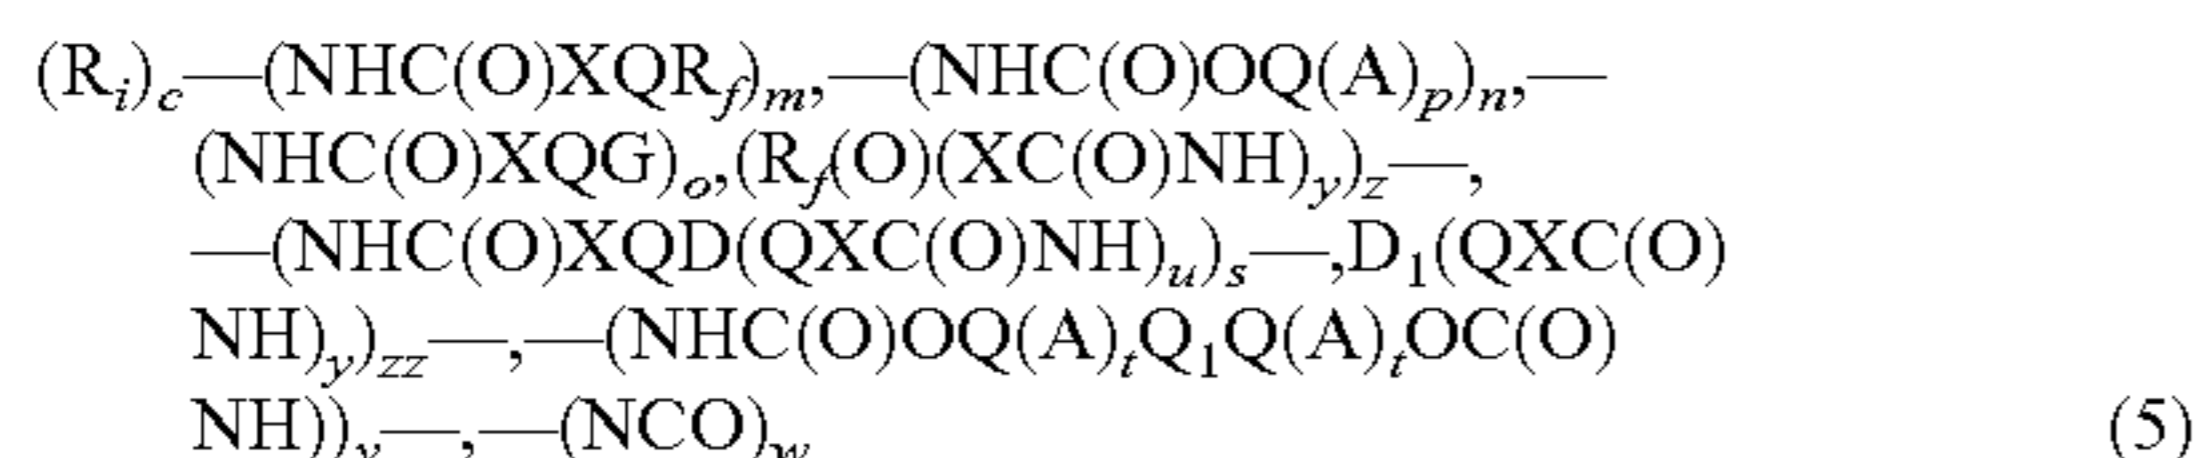 (R_i)_c—(NHC(O)XQR_f)_m,—(NHC(O)OQ(A)_p)_n,—
(NHC(O)XQG)_o,(R_f(O)(XC(O)NH)_y)_z—,
—(NHC(O)XQD(QXC(O)NH)_u)_s—,D_1(QXC(O)
NH)_y)_zz—,—(NHC(O)OQ(A)_tQ_1Q(A)_tOC(O)
NH))_v—,—(NCO)_w (5)